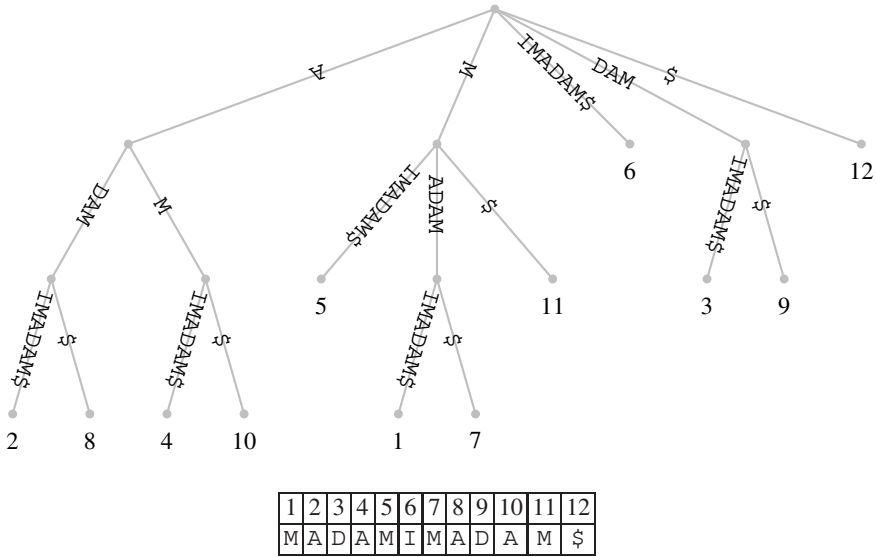 A M IMADAM$ DAM $
6 12
DAM M IMADAM$ ADAM $ IMADAM$ $
5 11 3 9
IMADAM$ $ IMADAM$ $ IMADAM$ $
2 8 4 10 1 7
1 2 3 4 5 6 7 8 9 10 11 12
M A D A M I M A D A M $